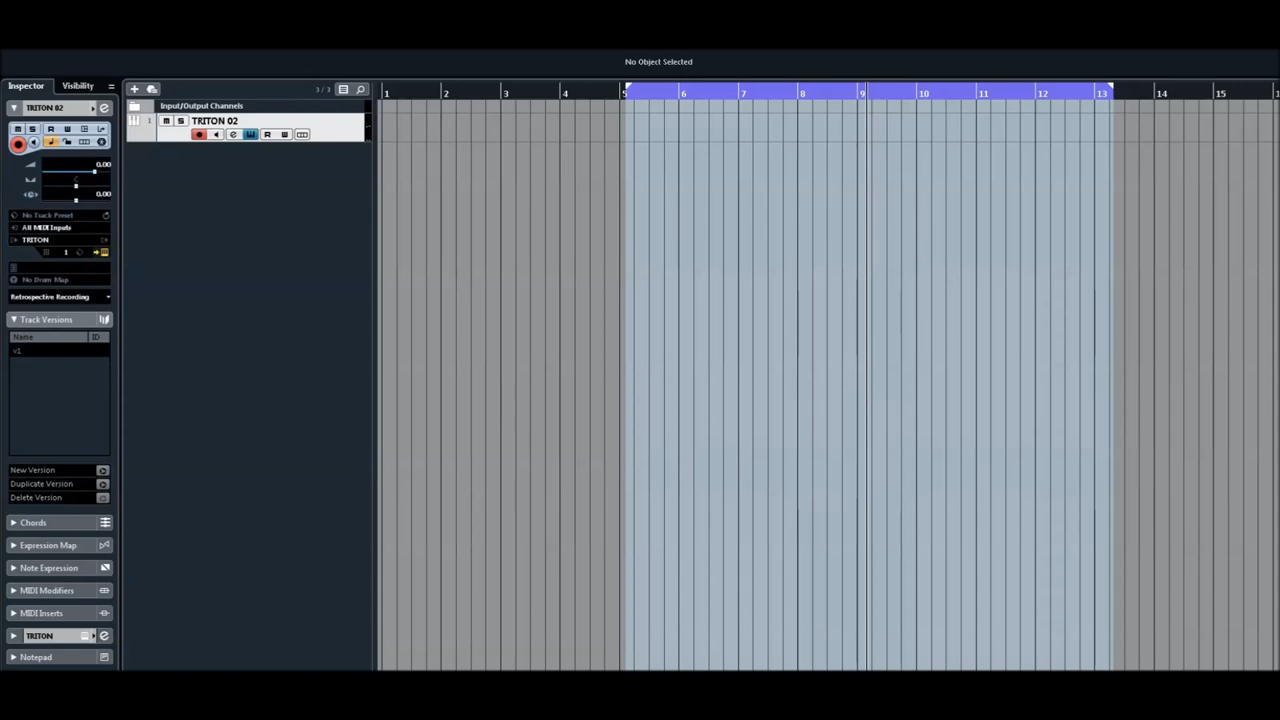 No Object Selected
Inspector Visibility
3 / 3
1 2 3 4 5 6 7 8 9 10 11 12 13 14 15
TRITON 02
Input/Output Channels
1 M S TRITON 02
R W
M S R W
0.00
C
0.00
No Track Preset
All MIDI Inputs
TRITON
1
No Drum Map
Retrospective Recording
Track Versions
Name ID
v1
New Version
Duplicate Version
Delete Version
Chords
Expression Map
Note Expression
MIDI Modifiers
MIDI Inserts
TRITON
Notepad